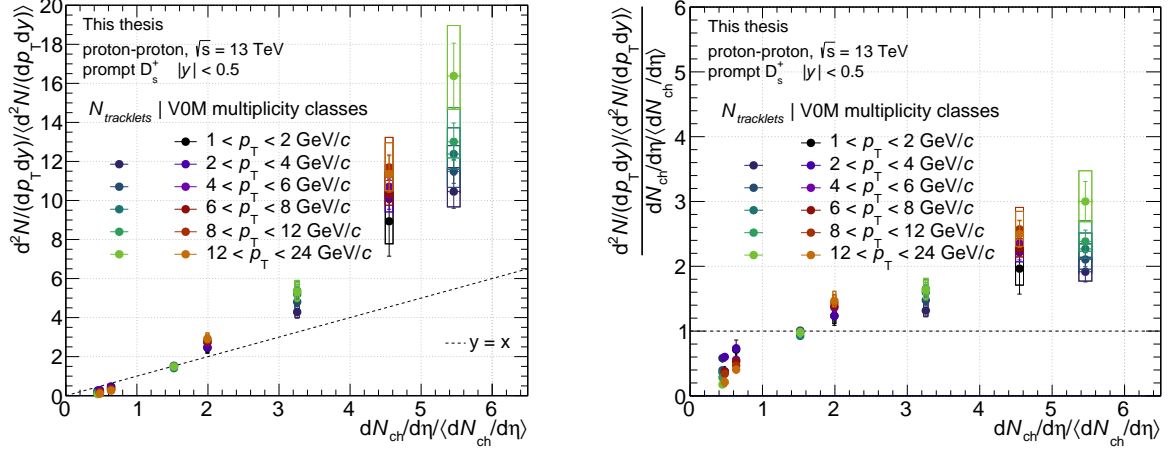 This thesis
proton-proton, √s = 13 TeV
prompt D_s^+ |y| < 0.5
N_tracklets | V0M multiplicity classes
1 < p_T < 2 GeV/c
2 < p_T < 4 GeV/c
4 < p_T < 6 GeV/c
6 < p_T < 8 GeV/c
8 < p_T < 12 GeV/c
12 < p_T < 24 GeV/c
y = x
d²N/(dp_T dy)/⟨d²N/(dp_T dy)⟩
20
18
16
14
12
10
8
6
4
2
0
0 1 2 3 4 5 6
dN_ch/dη/⟨dN_ch/dη⟩
This thesis
proton-proton, √s = 13 TeV
prompt D_s^+ |y| < 0.5
N_tracklets | V0M multiplicity classes
1 < p_T < 2 GeV/c
2 < p_T < 4 GeV/c
4 < p_T < 6 GeV/c
6 < p_T < 8 GeV/c
8 < p_T < 12 GeV/c
12 < p_T < 24 GeV/c
d²N/(dp_T dy)/⟨d²N/(dp_T dy)⟩
dN_ch/dη/⟨dN_ch/dη⟩
6
5
4
3
2
1
0
0 1 2 3 4 5 6
dN_ch/dη/⟨dN_ch/dη⟩